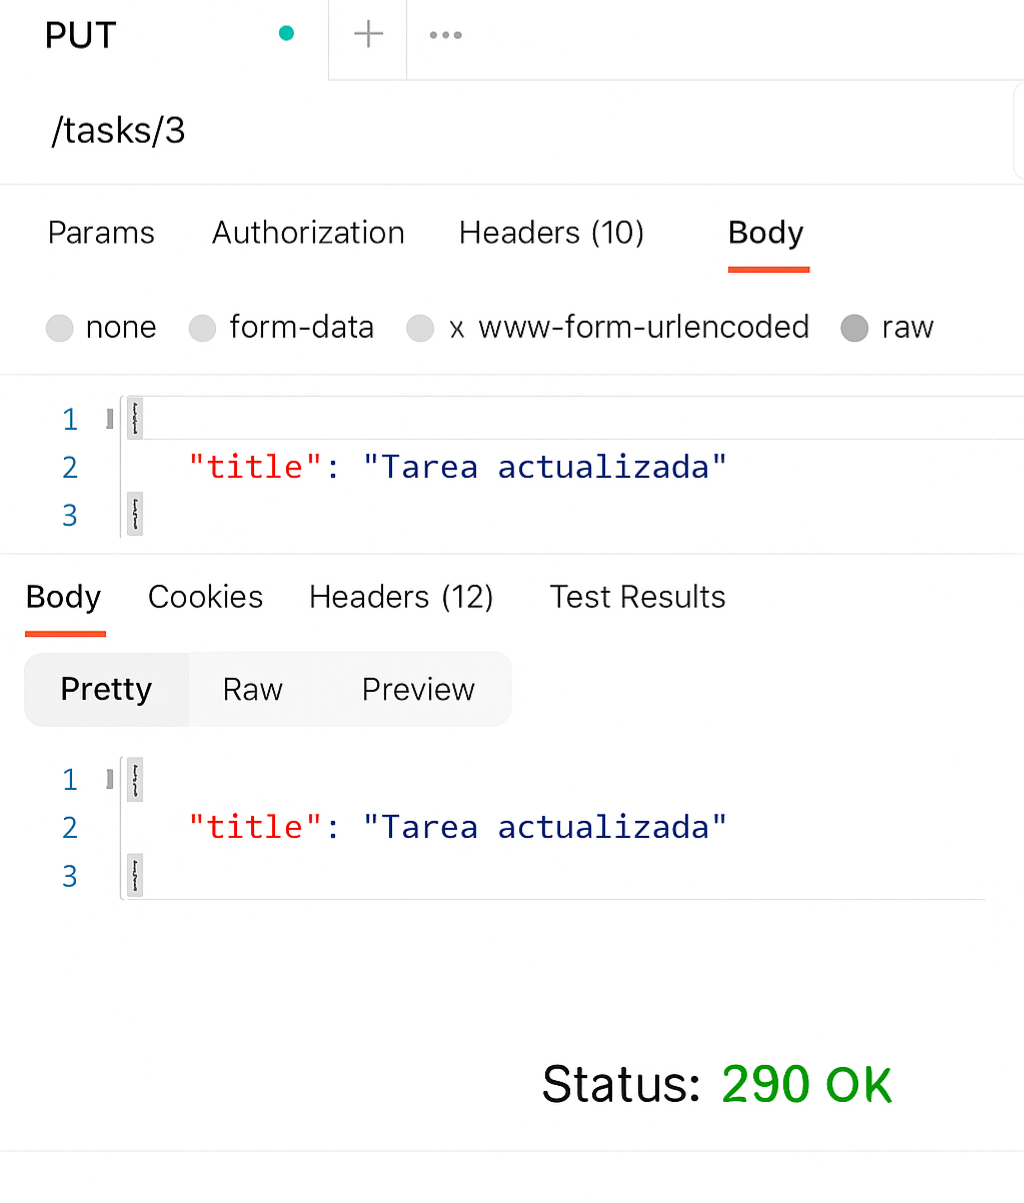 PUT
/tasks/3
Params Authorization Headers (10) Body
none form-data x www-form-urlencoded raw
1
2 "title": "Tarea actualizada"
3
Body Cookies Headers (12) Test Results
Pretty Raw Preview
1
2 "title": "Tarea actualizada"
3
Status: 290 OK